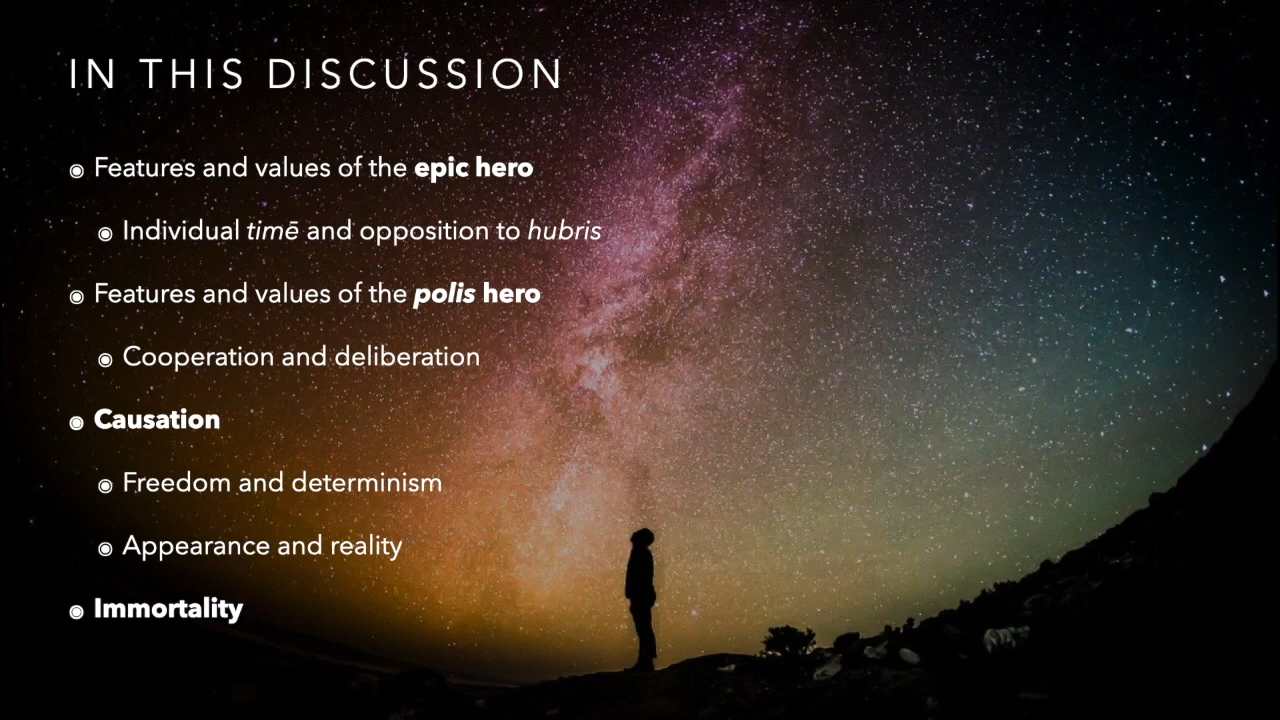 IN THIS DISCUSSION
◉ Features and values of the epic hero
◉ Individual timē and opposition to hubris
◉ Features and values of the polis hero
◉ Cooperation and deliberation
◉ Causation
◉ Freedom and determinism
◉ Appearance and reality
◉ Immortality